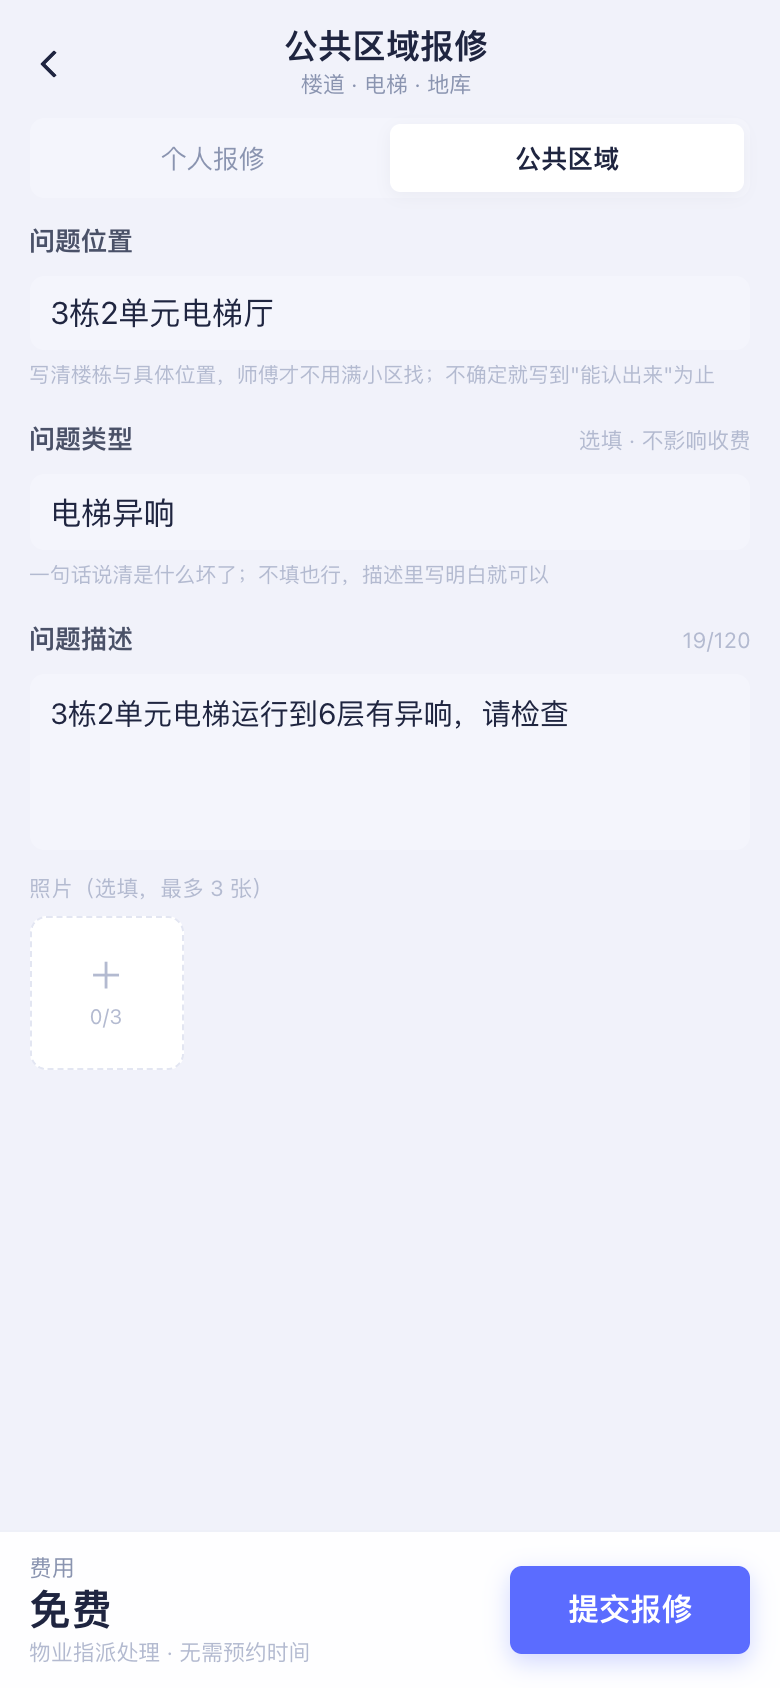 公共区域报修
楼道 · 电梯 · 地库
个人报修
公共区域
问题位置
3栋2单元电梯厅
写清楼栋与具体位置，师傅才不用满小区找；不确定就写到"能认出来"为止
问题类型
选填 · 不影响收费
电梯异响
一句话说清是什么坏了；不填也行，描述里写明白就可以
问题描述
19/120
3栋2单元电梯运行到6层有异响，请检查
照片（选填，最多 3 张）
0/3
费用
免费
物业指派处理 · 无需预约时间
提交报修